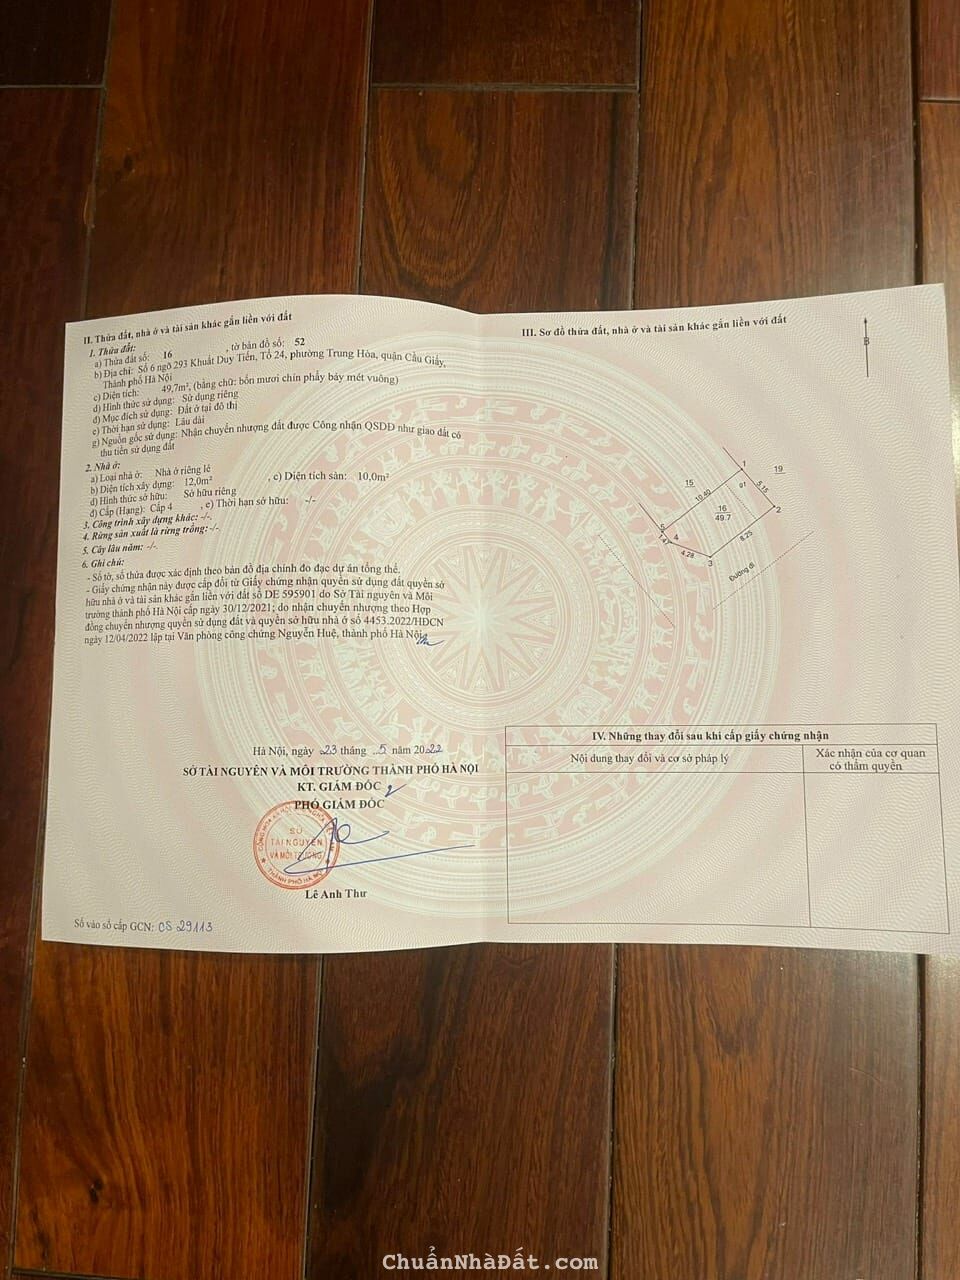 II. Thửa đất, nhà ở và tài sản khác gắn liền với đất
1. Thửa đất:
a) Thửa đất số: 16 , tờ bản đồ số: 52
b) Địa chỉ: Số 6 ngõ 293 Khuất Duy Tiến, Tổ 24, phường Trung Hòa, quận Cầu Giấy,
Thành phố Hà Nội
c) Diện tích: 49,7m², (bằng chữ: bốn mươi chín phẩy bảy mét vuông)
d) Hình thức sử dụng: Sử dụng riêng
đ) Mục đích sử dụng: Đất ở tại đô thị
e) Thời hạn sử dụng: Lâu dài
g) Nguồn gốc sử dụng: Nhận chuyển nhượng đất được Công nhận QSDĐ như giao đất có
thu tiền sử dụng đất
2. Nhà ở:
a) Loại nhà ở: Nhà ở riêng lẻ
b) Diện tích xây dựng: 12,0m² , c) Diện tích sàn: 10,0m²
d) Hình thức sở hữu: Sở hữu riêng
đ) Cấp (Hạng): Cấp 4 , e) Thời hạn sở hữu: -/-
3. Công trình xây dựng khác: -/-
4. Rừng sản xuất là rừng trồng: -/-
5. Cây lâu năm: -/-
6. Ghi chú:
- Số tờ, số thửa được xác định theo bản đồ địa chính đo đạc dự án tổng thể.
- Giấy chứng nhận này được cấp đổi từ Giấy chứng nhận quyền sử dụng đất quyền sở
hữu nhà ở và tài sản khác gắn liền với đất số DE 595901 do Sở Tài nguyên và Môi
trường thành phố Hà Nội cấp ngày 30/12/2021; do nhận chuyển nhượng theo Hợp
đồng chuyển nhượng quyền sử dụng đất và quyền sở hữu nhà ở số 4453.2022/HĐCN
ngày 12/04/2022 lập tại Văn phòng công chứng Nguyễn Huệ, thành phố Hà Nội.
Hà Nội, ngày 23 tháng 5 năm 2022
SỞ TÀI NGUYÊN VÀ MÔI TRƯỜNG THÀNH PHỐ HÀ NỘI
KT. GIÁM ĐỐC
PHÓ GIÁM ĐỐC
SỞ
TÀI NGUYÊN
VÀ MÔI TRƯỜNG
THÀNH PHỐ HÀ NỘI
Lê Anh Thư
Số vào sổ cấp GCN: CS 29113
III. Sơ đồ thửa đất, nhà ở và tài sản khác gắn liền với đất
B
1
19
15
10.40
g1
5.15
2
16
49.7
5
1.47
4
4.28
3
8.25
Đường đi
IV. Những thay đổi sau khi cấp giấy chứng nhận
Nội dung thay đổi và cơ sở pháp lý
Xác nhận của cơ quan
có thẩm quyền
ChuẩnNhàĐất.com